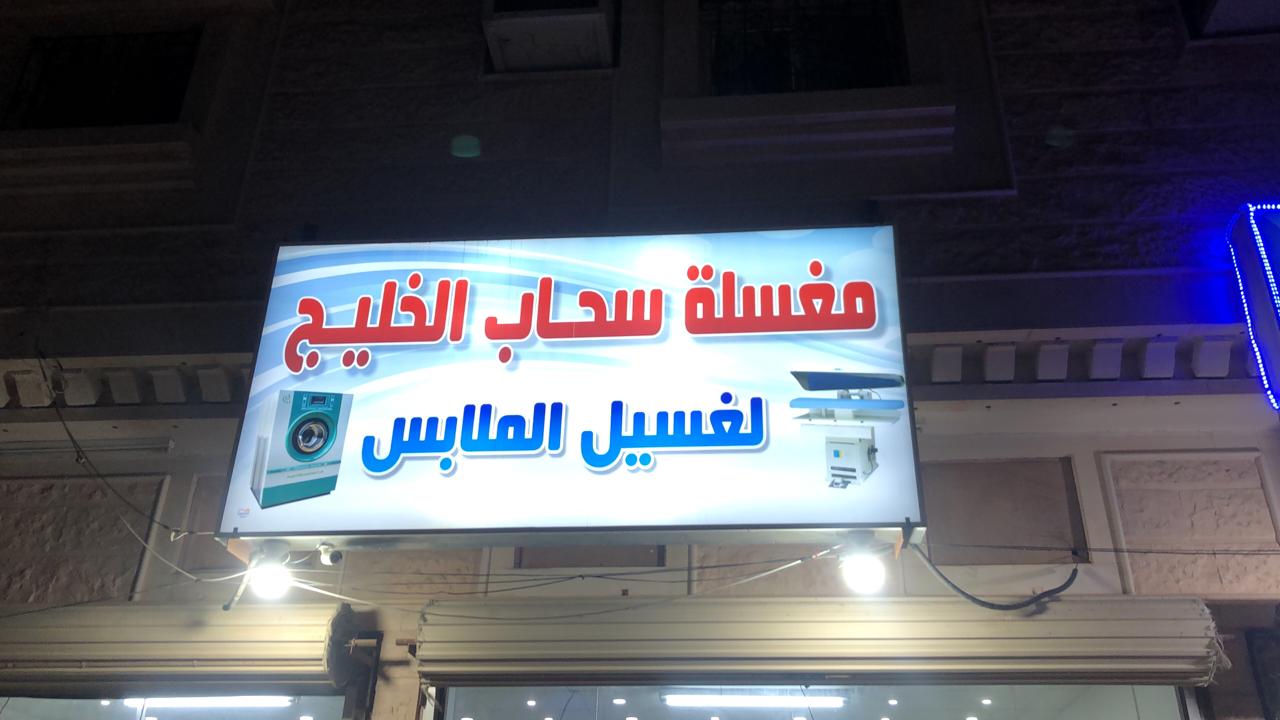 مغسلة سحاب الخليج
لغسيل الملابس